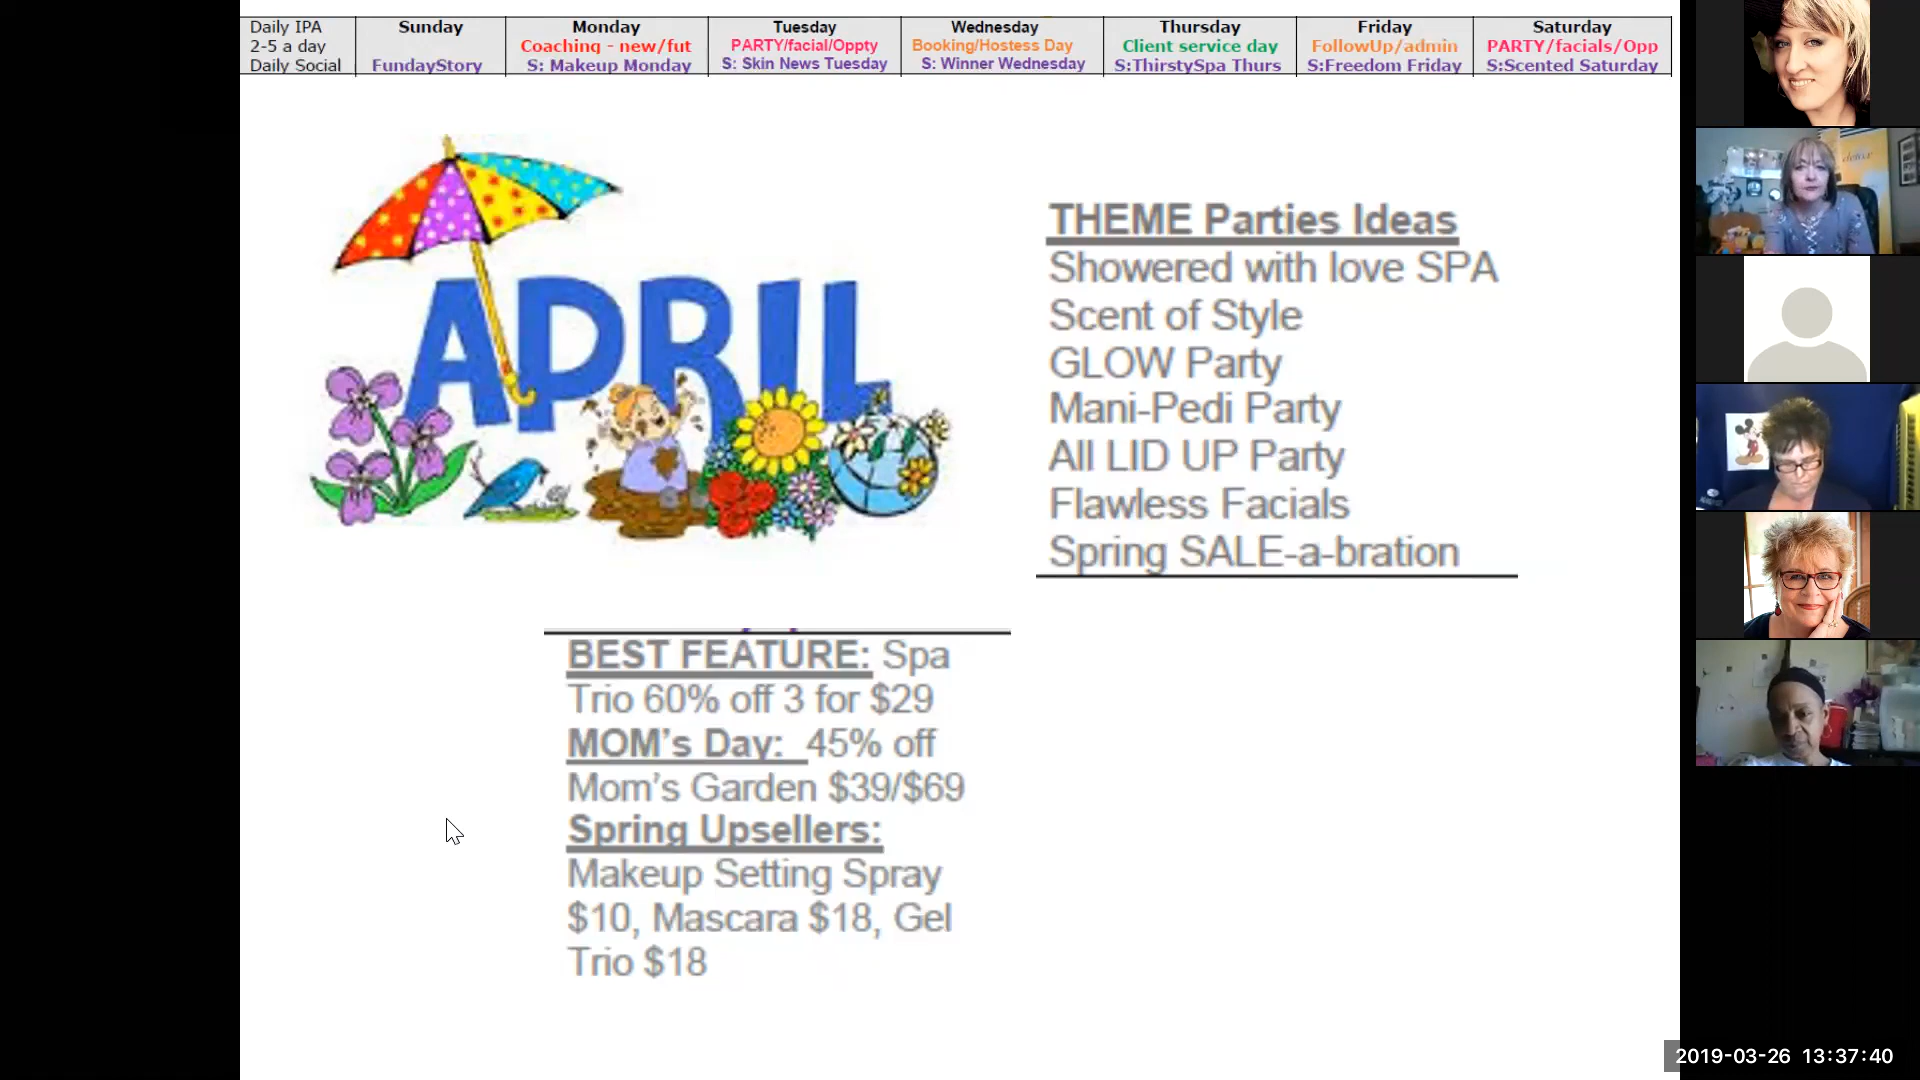 Daily IPA Sunday Monday Tuesday Wednesday Thursday Friday Saturday
2-5 a day Coaching - new/fut PARTY/facial/Oppty Booking/Hostess Day Client service day FollowUp/admin PARTY/facials/Opp
Daily Social FundayStory S: Makeup Monday S: Skin News Tuesday S: Winner Wednesday S:ThirstySpa Thurs S:Freedom Friday S:Scented Saturday
APRIL
THEME Parties Ideas
Showered with love SPA
Scent of Style
GLOW Party
Mani-Pedi Party
All LID UP Party
Flawless Facials
Spring SALE-a-bration
BEST FEATURE: Spa
Trio 60% off 3 for $29
MOM's Day: 45% off
Mom's Garden $39/$69
Spring Upsellers:
Makeup Setting Spray
$10, Mascara $18, Gel
Trio $18
detox
2019-03-26 13:37:40